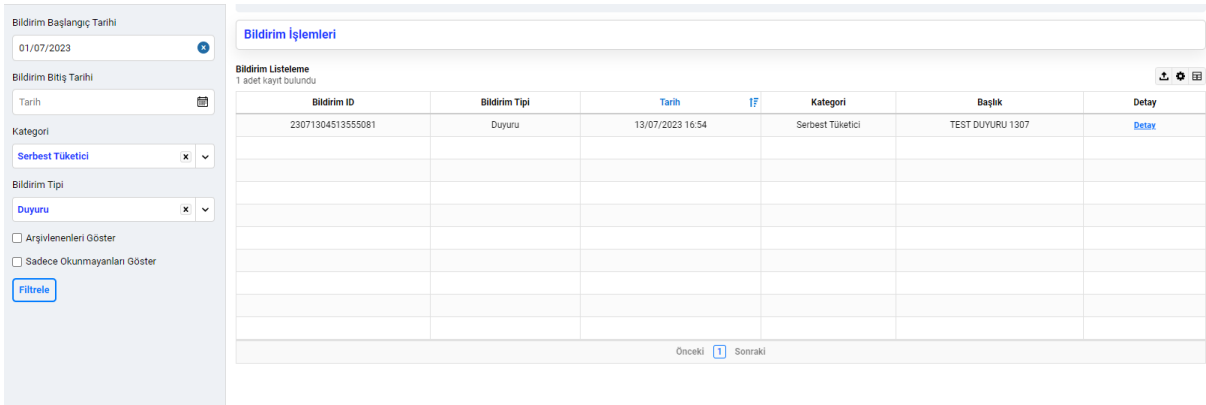 Bildirim Başlangıç Tarihi
01/07/2023
Bildirim Bitiş Tarihi
Tarih
Kategori
Serbest Tüketici
Bildirim Tipi
Duyuru
Arşivlenenleri Göster
Sadece Okunmayanları Göster
Filtrele
Bildirim İşlemleri
Bildirim Listeleme
1 adet kayıt bulundu
Bildirim ID Bildirim Tipi Tarih Kategori Başlık Detay
23071304513555081 Duyuru 13/07/2023 16:54 Serbest Tüketici TEST DUYURU 1307 Detay
Önceki 1 Sonraki